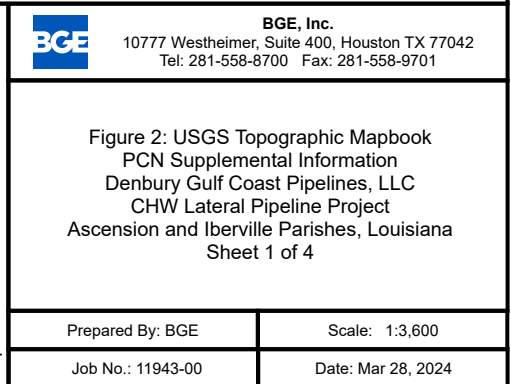 BGE
BGE, Inc.
10777 Westheimer, Suite 400, Houston TX 77042
Tel: 281-558-8700 Fax: 281-558-9701
Figure 2: USGS Topographic Mapbook
PCN Supplemental Information
Denbury Gulf Coast Pipelines, LLC
CHW Lateral Pipeline Project
Ascension and Iberville Parishes, Louisiana
Sheet 1 of 4
Prepared By: BGE
Scale: 1:3,600
Job No.: 11943-00
Date: Mar 28, 2024